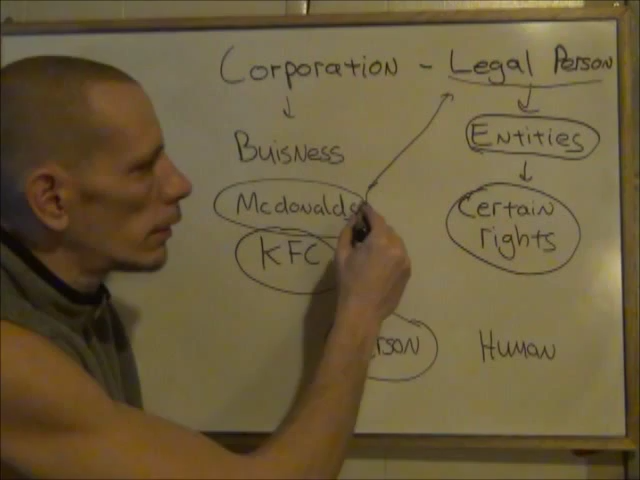 Corporation - Legal Person
Entities
Buisness
Mcdonalds
Certain
rights
KFC
Human